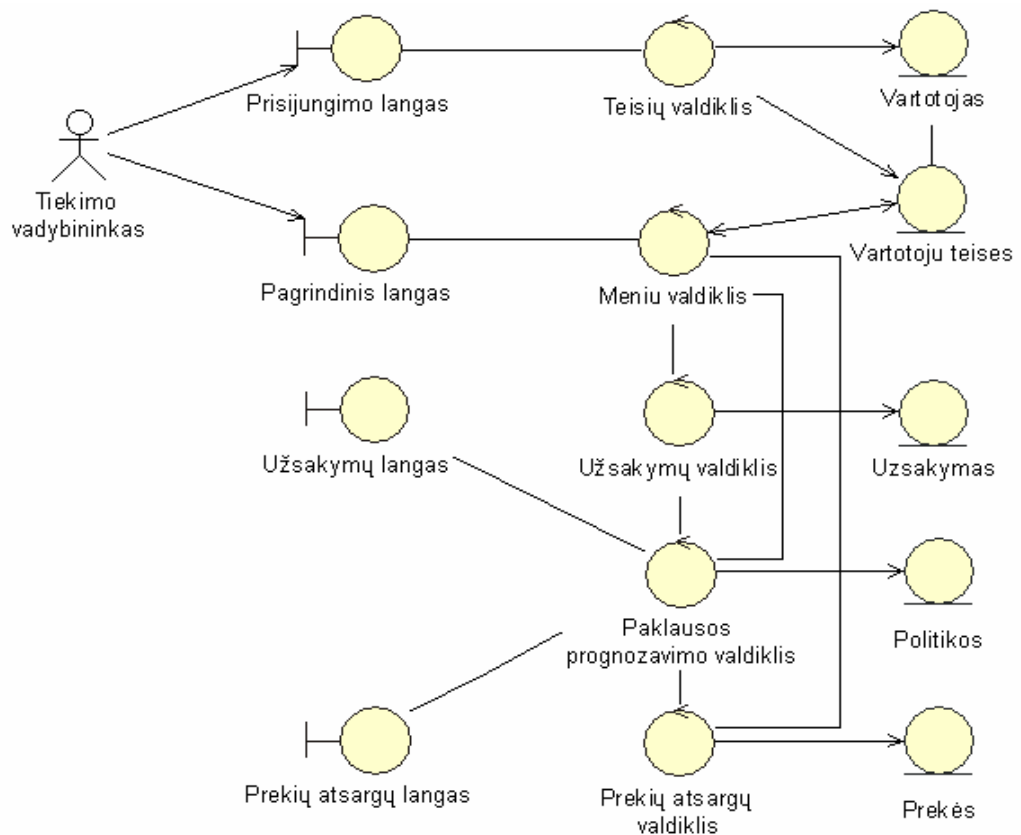 Prisijungimo langas
Teisių valdiklis
Vartotojas
Tiekimo
vadybininkas
Vartotoju teises
Pagrindinis langas
Meniu valdiklis
Užsakymų langas
Užsakymų valdiklis
Uzsakymas
Paklausos
prognozavimo valdiklis
Politikos
Prekių atsargų langas
Prekių atsargų
valdiklis
Prekės